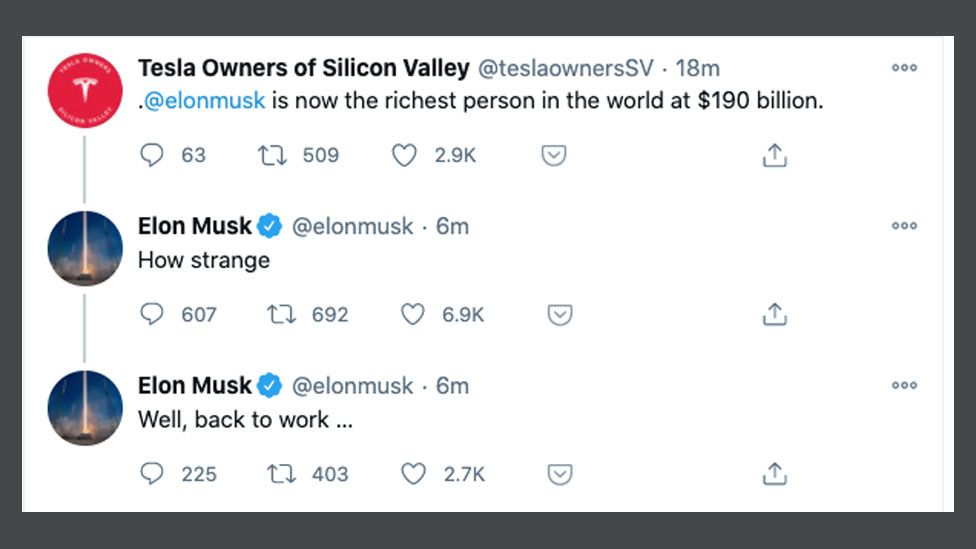 TESLA OWNERS
SILICON VALLEY
Tesla Owners of Silicon Valley @teslaownersSV · 18m
.@elonmusk is now the richest person in the world at $190 billion.
63 509 2.9K
Elon Musk @elonmusk · 6m
How strange
607 692 6.9K
Elon Musk @elonmusk · 6m
Well, back to work ...
225 403 2.7K